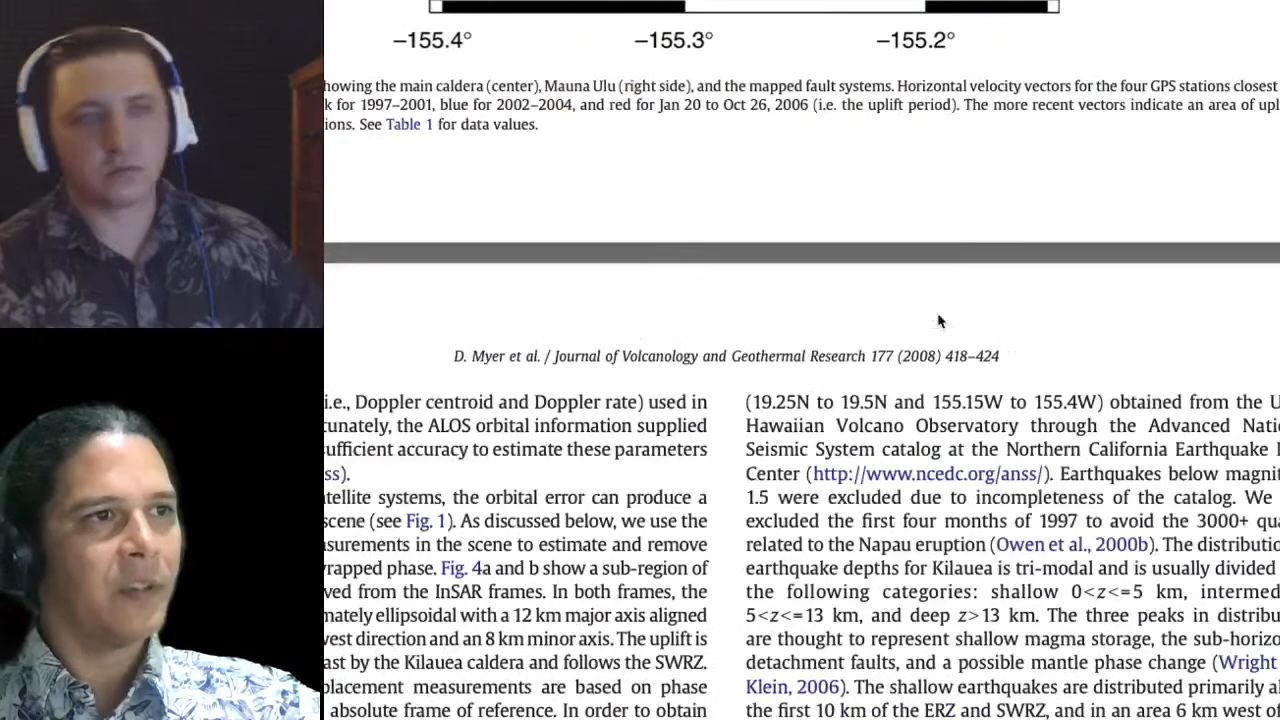 −155.4°
−155.3°
−155.2°
howing the main caldera (center), Mauna Ulu (right side), and the mapped fault systems. Horizontal velocity vectors for the four GPS stations closest
k for 1997–2001, blue for 2002–2004, and red for Jan 20 to Oct 26, 2006 (i.e. the uplift period). The more recent vectors indicate an area of upl
ions. See Table 1 for data values.
D. Myer et al. / Journal of Volcanology and Geothermal Research 177 (2008) 418–424
i.e., Doppler centroid and Doppler rate) used in
tunately, the ALOS orbital information supplied
sufficient accuracy to estimate these parameters
ss).
atellite systems, the orbital error can produce a
scene (see Fig. 1). As discussed below, we use the
asurements in the scene to estimate and remove
wrapped phase. Fig. 4a and b show a sub-region of
ved from the InSAR frames. In both frames, the
mately ellipsoidal with a 12 km major axis aligned
vest direction and an 8 km minor axis. The uplift is
ast by the Kilauea caldera and follows the SWRZ.
placement measurements are based on phase
absolute frame of reference. In order to obtain
(19.25N to 19.5N and 155.15W to 155.4W) obtained from the U
Hawaiian Volcano Observatory through the Advanced Natio
Seismic System catalog at the Northern California Earthquake
Center (http://www.ncedc.org/anss/). Earthquakes below magnit
1.5 were excluded due to incompleteness of the catalog. We
excluded the first four months of 1997 to avoid the 3000+ qua
related to the Napau eruption (Owen et al., 2000b). The distributio
earthquake depths for Kilauea is tri-modal and is usually divided
the following categories: shallow 0<z<=5 km, intermed
5<z<=13 km, and deep z>13 km. The three peaks in distribu
are thought to represent shallow magma storage, the sub-horizo
detachment faults, and a possible mantle phase change (Wright
Klein, 2006). The shallow earthquakes are distributed primarily al
the first 10 km of the ERZ and SWRZ, and in an area 6 km west of